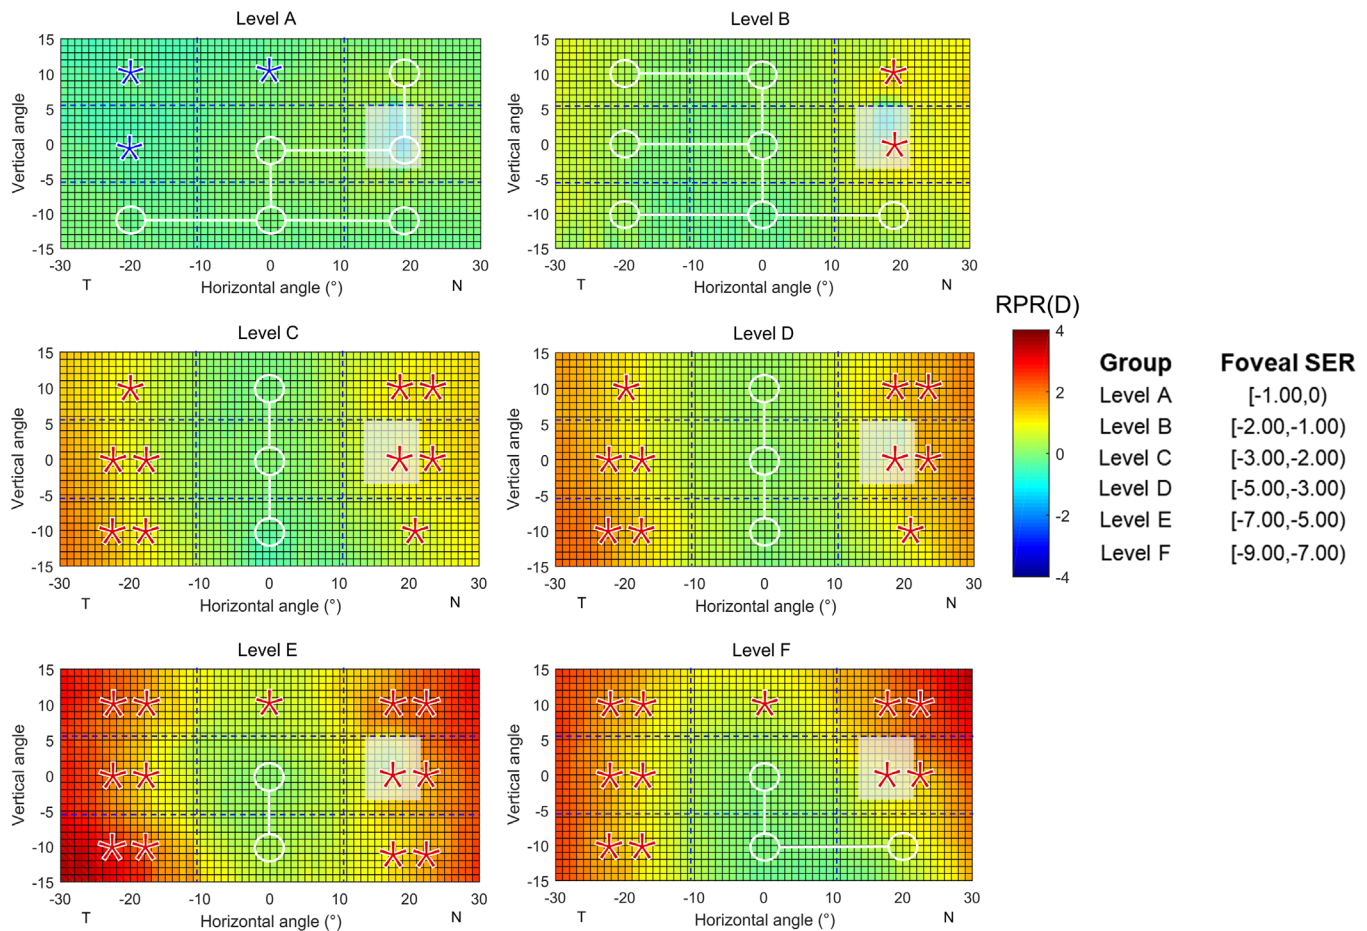 Level A
Level B
15
10
5
0
-5
-10
-15
-30
-20
-10
0
10
20
30
T
Horizontal angle (°)
N
Vertical angle
15
10
5
0
-5
-10
-15
-30
-20
-10
0
10
20
30
T
Horizontal angle (°)
N
Vertical angle
Level C
Level D
15
10
5
0
-5
-10
-15
-30
-20
-10
0
10
20
30
T
Horizontal angle (°)
N
Vertical angle
15
10
5
0
-5
-10
-15
-30
-20
-10
0
10
20
30
T
Horizontal angle (°)
N
Vertical angle
RPR(D)
4
2
0
-2
-4
Group Foveal SER
Level A [-1.00,0)
Level B [-2.00,-1.00)
Level C [-3.00,-2.00)
Level D [-5.00,-3.00)
Level E [-7.00,-5.00)
Level F [-9.00,-7.00)
Level E
Level F
15
10
5
0
-5
-10
-15
-30
-20
-10
0
10
20
30
T
Horizontal angle (°)
N
Vertical angle
15
10
5
0
-5
-10
-15
-30
-20
-10
0
10
20
30
T
Horizontal angle (°)
N
Vertical angle